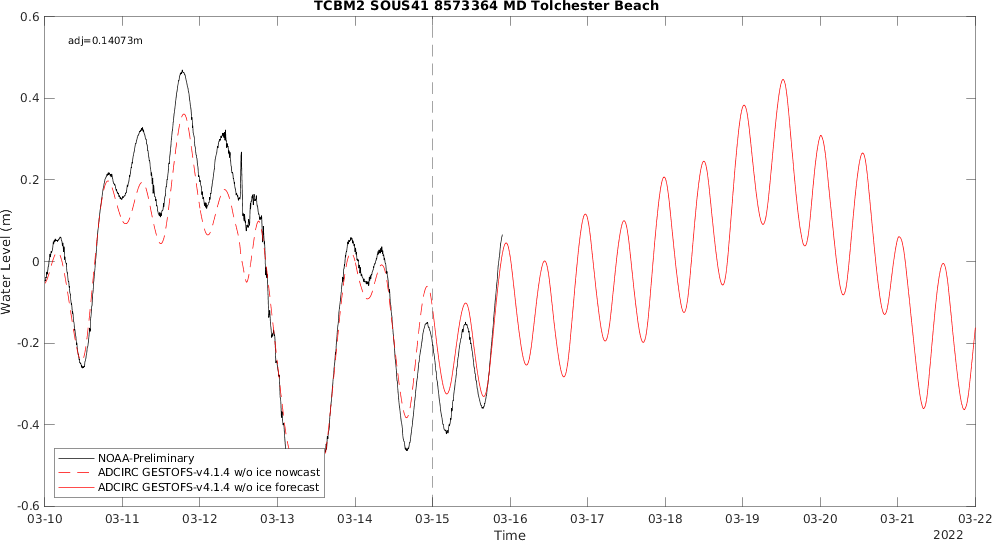 TCBM2 SOUS41 8573364 MD Tolchester Beach
adj=0.14073m
0.6
0.4
0.2
0
-0.2
-0.4
-0.6
Water Level (m)
NOAA-Preliminary
ADCIRC GESTOFS-v4.1.4 w/o ice nowcast
ADCIRC GESTOFS-v4.1.4 w/o ice forecast
03-10 03-11 03-12 03-13 03-14 03-15 03-16 03-17 03-18 03-19 03-20 03-21 03-22
Time
2022